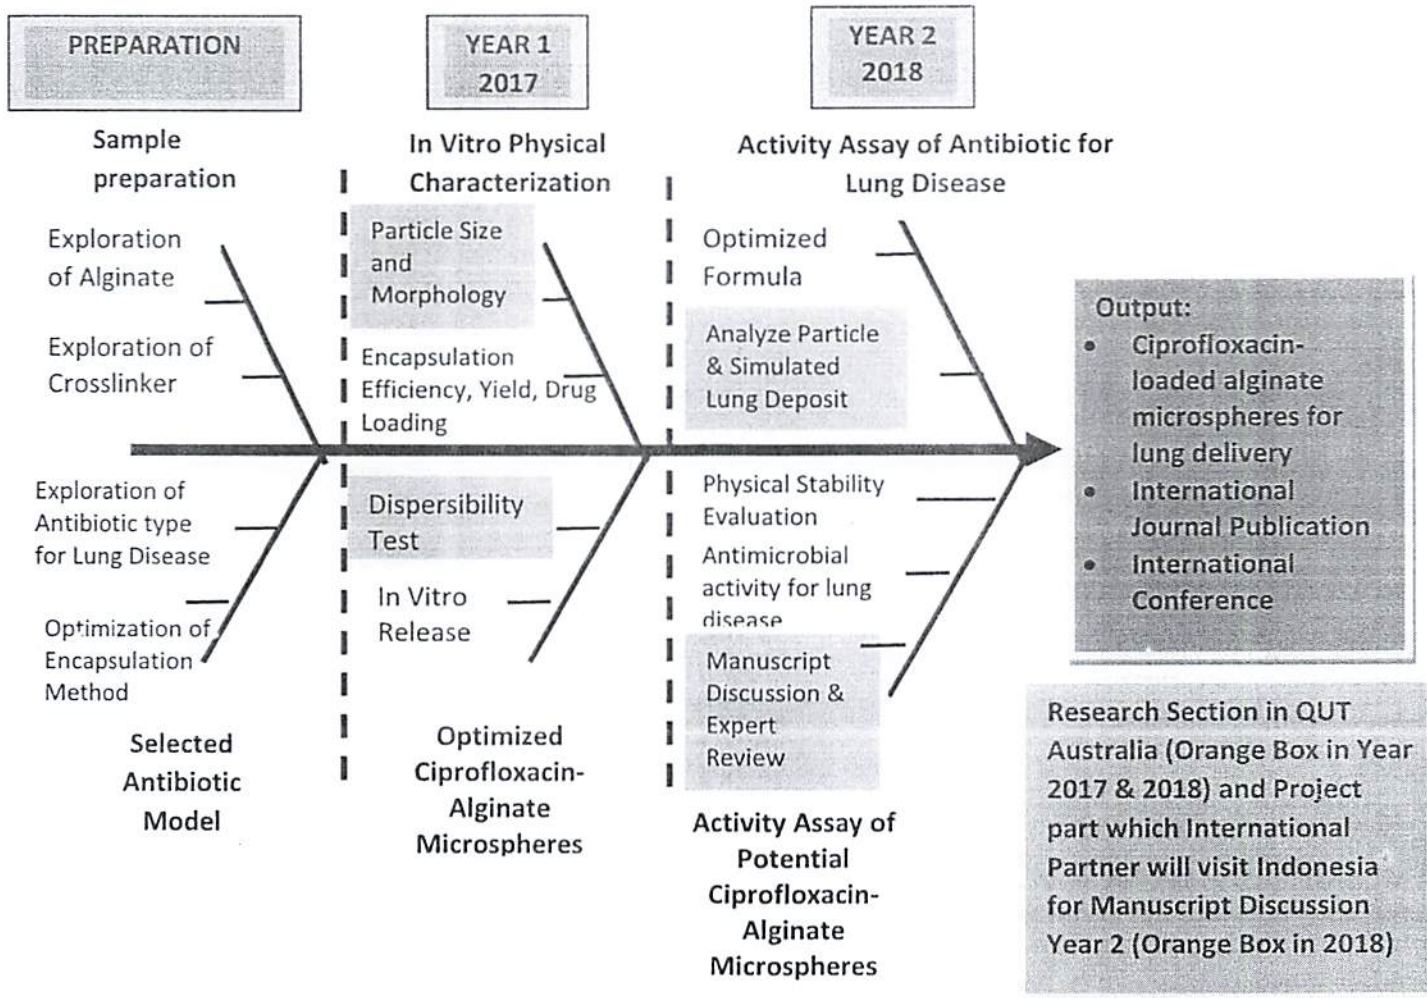 PREPARATION
YEAR 1
2017
YEAR 2
2018
Sample
preparation
In Vitro Physical
Characterization
Activity Assay of Antibiotic for
Lung Disease
Exploration
of Alginate
Exploration of
Crosslinker
Particle Size
and
Morphology
Encapsulation
Efficiency, Yield, Drug
Loading
Optimized
Formula
Analyze Particle
& Simulated
Lung Deposit
Exploration of
Antibiotic type
for Lung Disease
Optimization of
Encapsulation
Method
Dispersibility
Test
In Vitro
Release
Physical Stability
Evaluation
Antimicrobial
activity for lung
disease
Manuscript
Discussion &
Expert
Review
Selected
Antibiotic
Model
Optimized
Ciprofloxacin-
Alginate
Microspheres
Activity Assay of
Potential
Ciprofloxacin-
Alginate
Microspheres
Output:
• Ciprofloxacin-
loaded alginate
microspheres for
lung delivery
• International
Journal Publication
• International
Conference
Research Section in QUT
Australia (Orange Box in Year
2017 & 2018) and Project
part which International
Partner will visit Indonesia
for Manuscript Discussion
Year 2 (Orange Box in 2018)